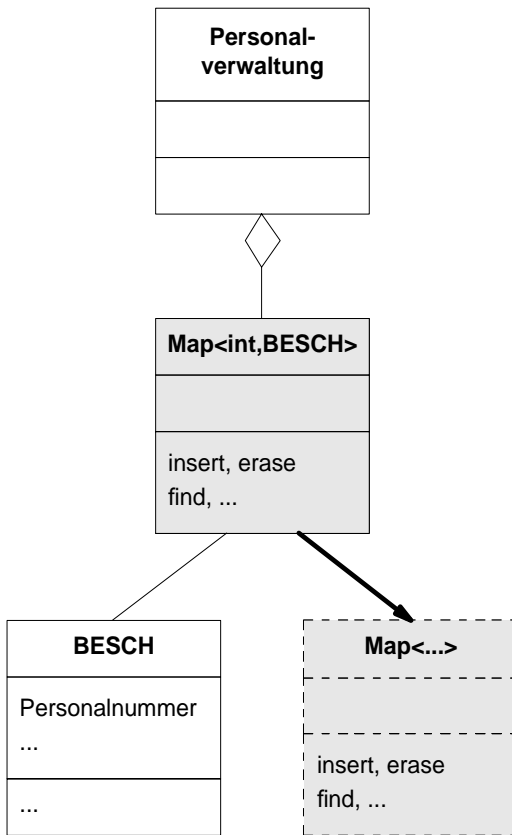 Personal-
verwaltung
Map<int,BESCH>
insert, erase
find, ...
BESCH
Personalnummer
...
...
Map<...>
insert, erase
find, ...